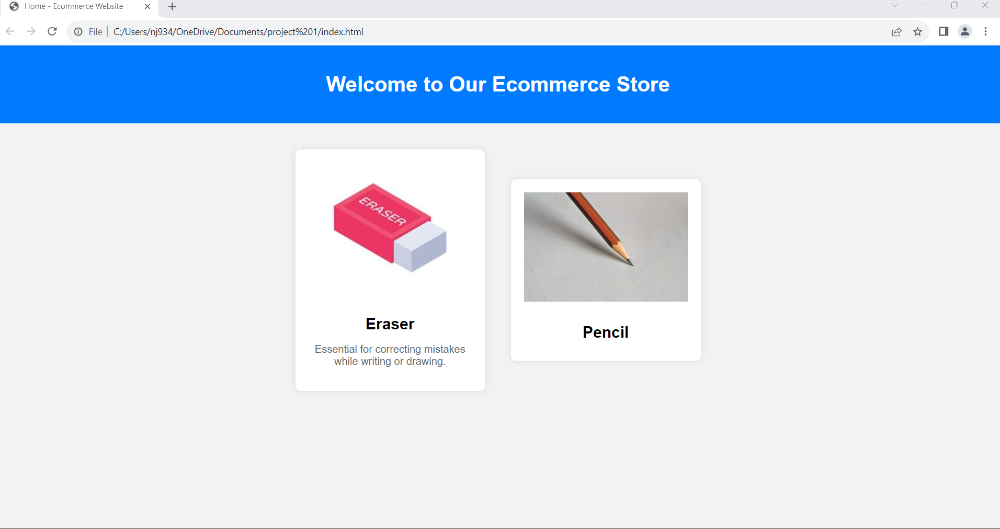 Home - Ecommerce Website
File
C:/Users/nj934/OneDrive/Documents/project%201/index.html
Welcome to Our Ecommerce Store
ERASER
Eraser
Essential for correcting mistakes
while writing or drawing.
Pencil